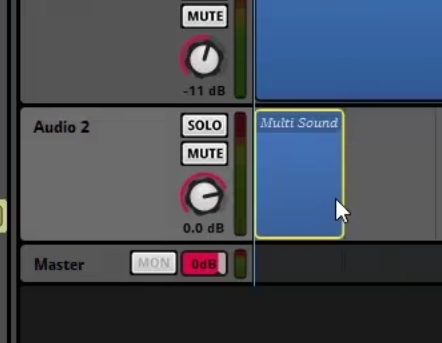 MUTE
-11 dB
Audio 2
SOLO
Multi Sound
MUTE
0.0 dB
Master
MON
0dB